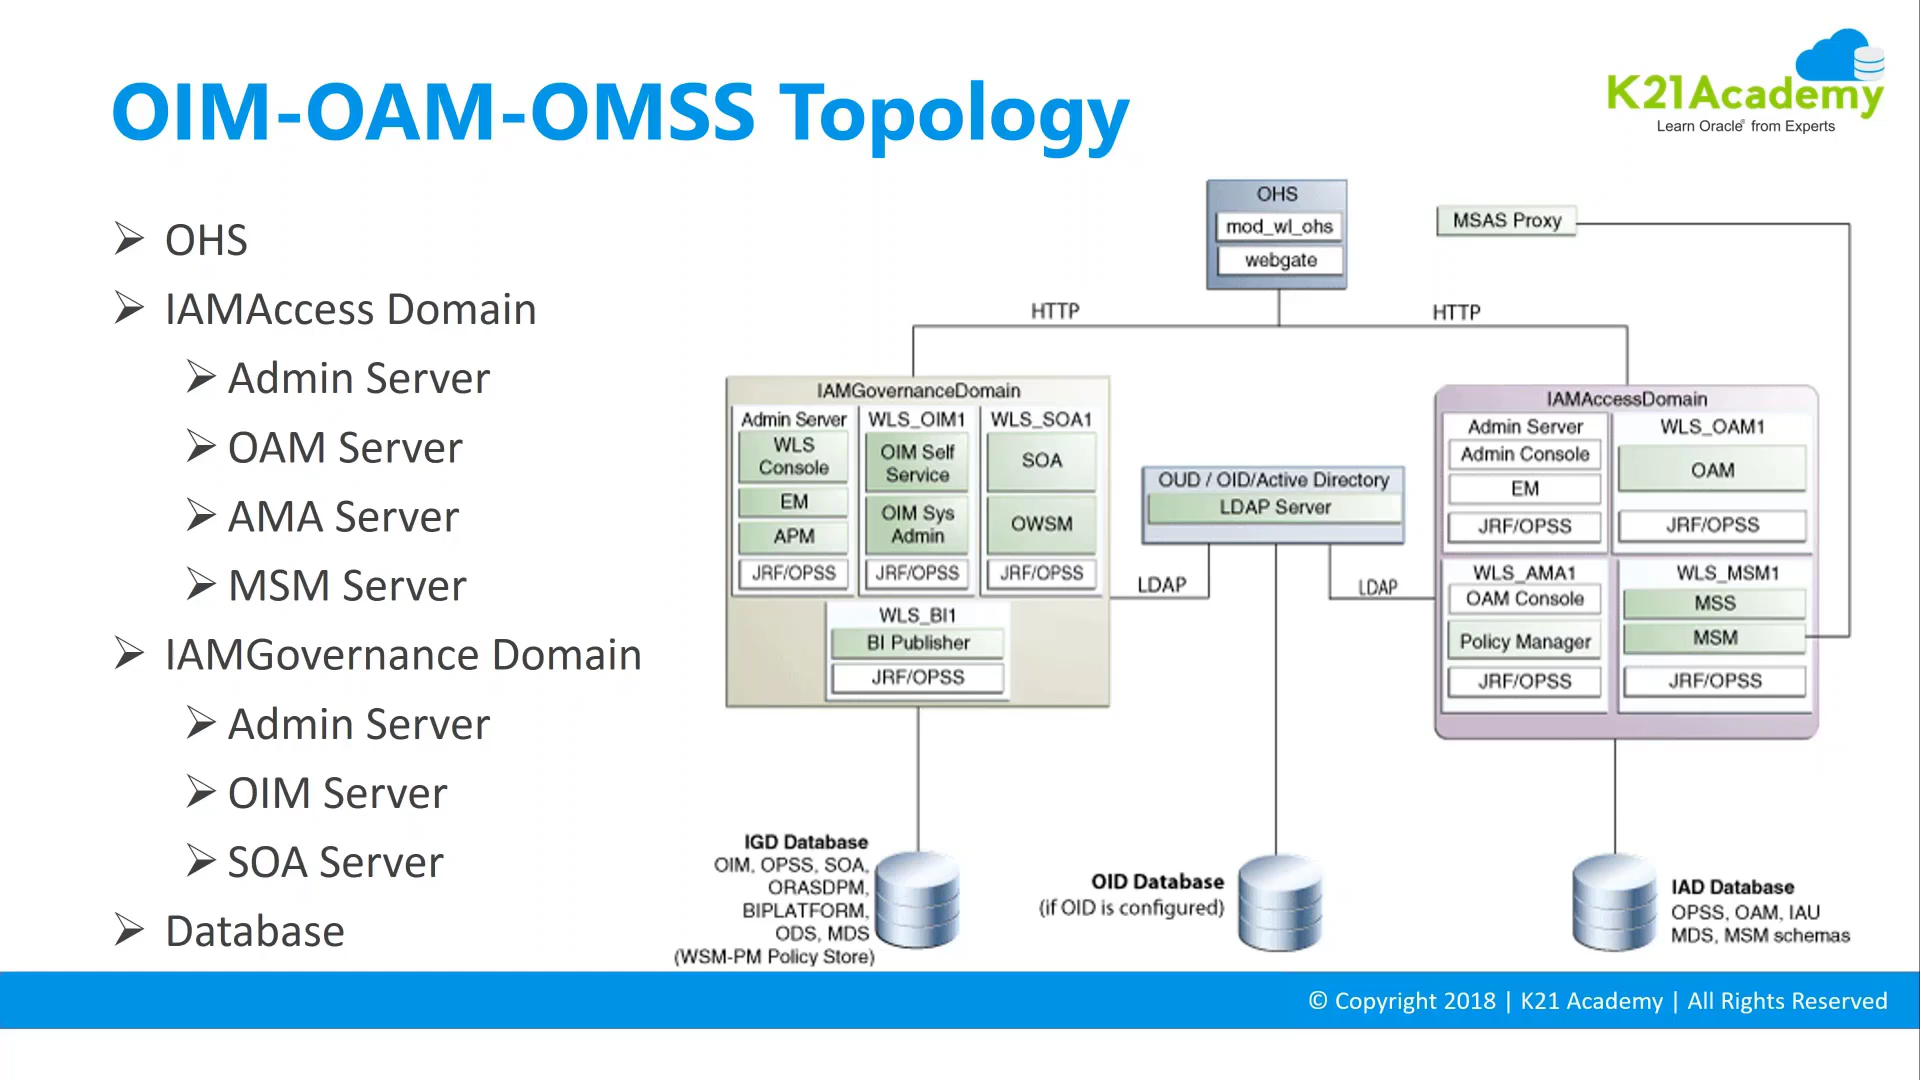 OIM-OAM-OMSS Topology
K21Academy
Learn Oracle® from Experts
OHS
IAMAccess Domain
Admin Server
OAM Server
AMA Server
MSM Server
IAMGovernance Domain
Admin Server
OIM Server
SOA Server
Database
OHS
mod_wl_ohs
webgate
MSAS Proxy
HTTP
HTTP
IAMGovernanceDomain
Admin Server
WLS
Console
EM
APM
JRF/OPSS
WLS_OIM1
OIM Self
Service
OIM Sys
Admin
JRF/OPSS
WLS_SOA1
SOA
OWSM
JRF/OPSS
WLS_BI1
BI Publisher
JRF/OPSS
OUD / OID/Active Directory
LDAP Server
LDAP
LDAP
IAMAccessDomain
Admin Server
Admin Console
EM
JRF/OPSS
WLS_OAM1
OAM
JRF/OPSS
WLS_AMA1
OAM Console
Policy Manager
JRF/OPSS
WLS_MSM1
MSS
MSM
JRF/OPSS
IGD Database
OIM, OPSS, SOA,
ORASDPM,
BIPLATFORM,
ODS, MDS
(WSM-PM Policy Store)
OID Database
(if OID is configured)
IAD Database
OPSS, OAM, IAU
MDS, MSM schemas
© Copyright 2018 | K21 Academy | All Rights Reserved